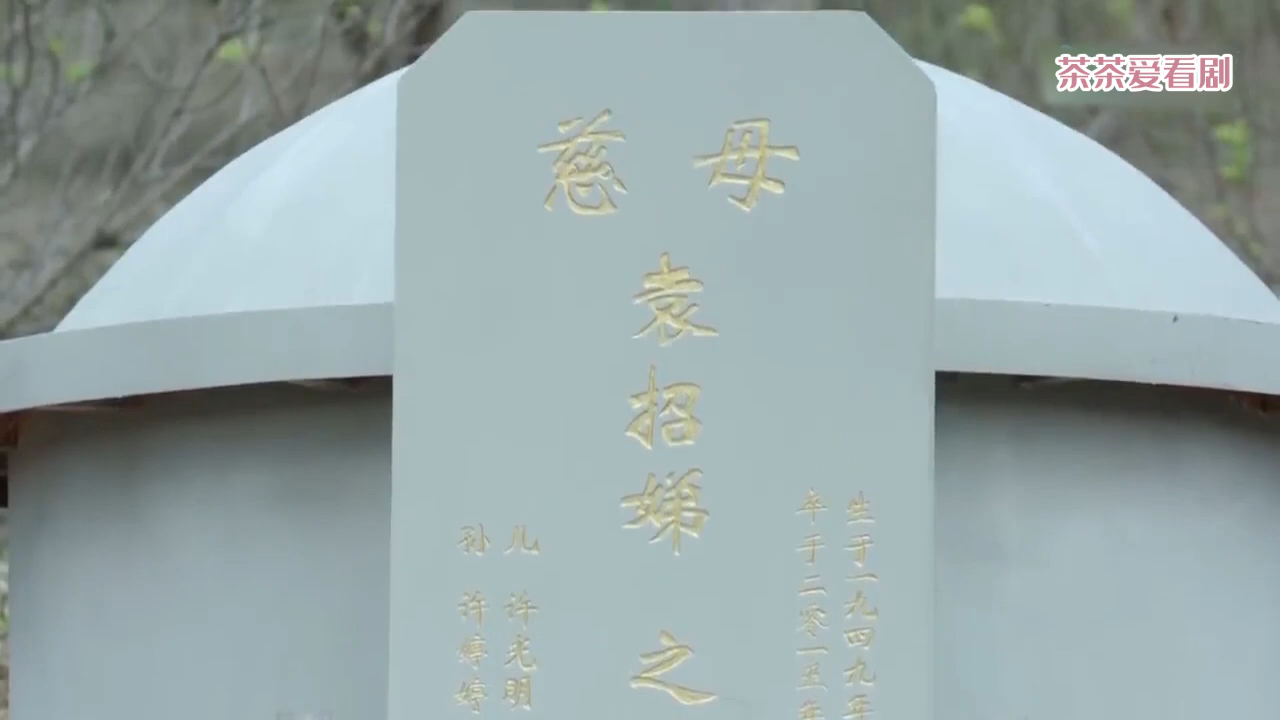 茶茶爱看剧
慈母
袁招娣之
生于一九四九年
卒于二零一五年
儿 许光明
孙 许婷婷